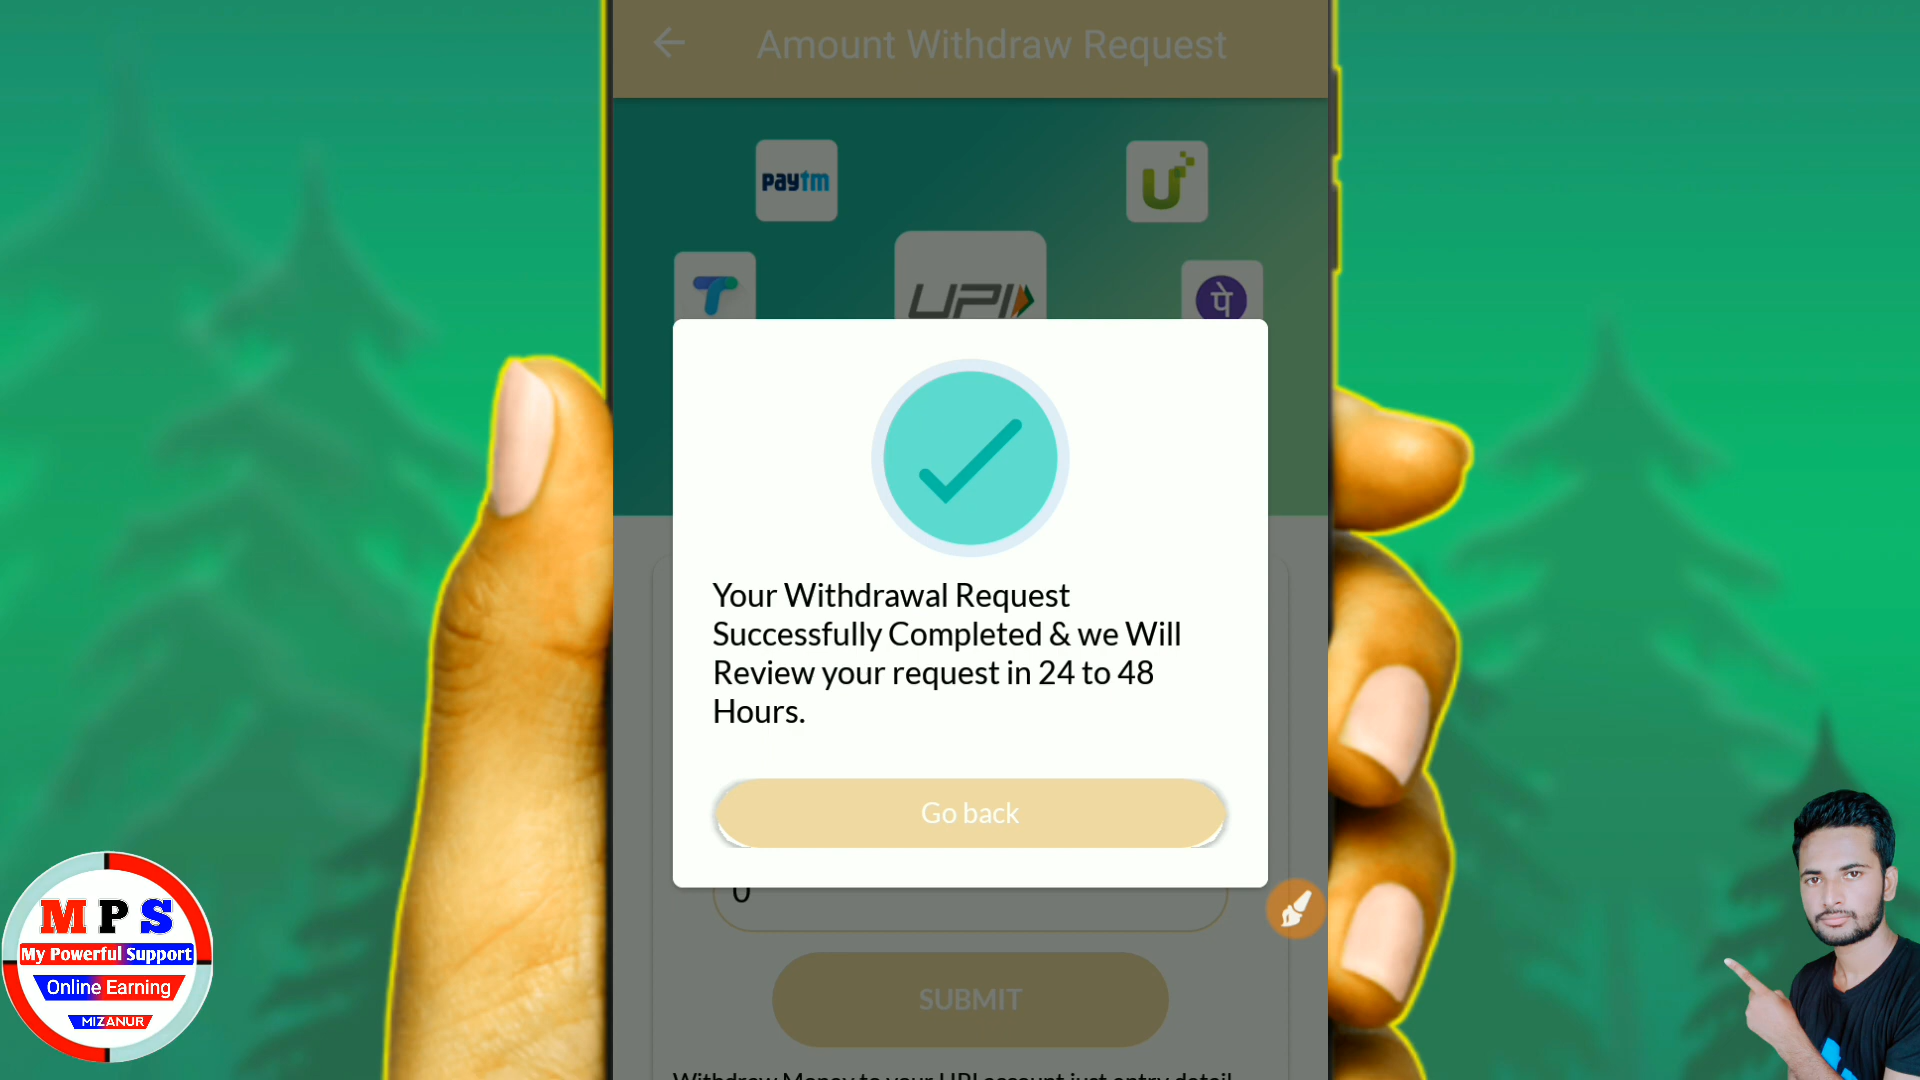 Amount Withdraw Request
paytm
UPI
पे
Your Withdrawal Request
Successfully Completed & we Will
Review your request in 24 to 48
Hours.
Go back
0
SUBMIT
Withdraw Money to your UPI account just entry detail
M P S
My Powerful Support
Online Earning
MIZANUR